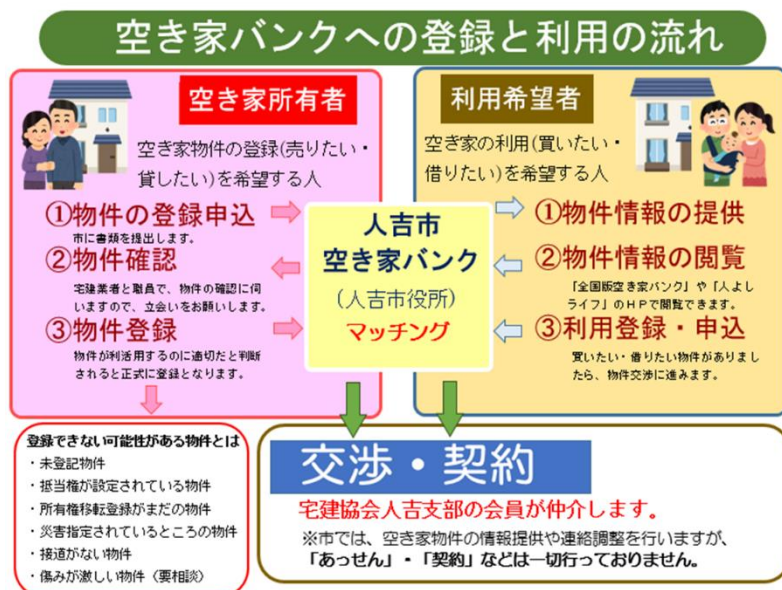 空き家バンクへの登録と利用の流れ
空き家所有者
空き家物件の登録(売りたい・
貸したい)を希望する人
①物件の登録申込
市に書類を提出します。
②物件確認
宅建業者と職員で、物件の確認に伺
いますので、立会いをお願いします。
③物件登録
物件が利活用するのに適切だと判断
されると正式に登録となります。
人吉市
空き家バンク
(人吉市役所)
マッチング
利用希望者
空き家の利用(買いたい・
借りたい)を希望する人
①物件情報の提供
②物件情報の閲覧
「全国版空き家バンク」や「人よし
ライフ」のHPで閲覧できます。
③利用登録・申込
買いたい・借りたい物件がありまし
たら、物件交渉に進みます。
登録できない可能性がある物件とは
・未登記物件
・抵当権が設定されている物件
・所有権移転登録がまだの物件
・災害指定されているところの物件
・接道がない物件
・傷みが激しい物件(要相談)
交渉・契約
宅建協会人吉支部の会員が仲介します。
※市では、空き家物件の情報提供や連絡調整を行いますが、
「あっせん」・「契約」などは一切行っておりません。